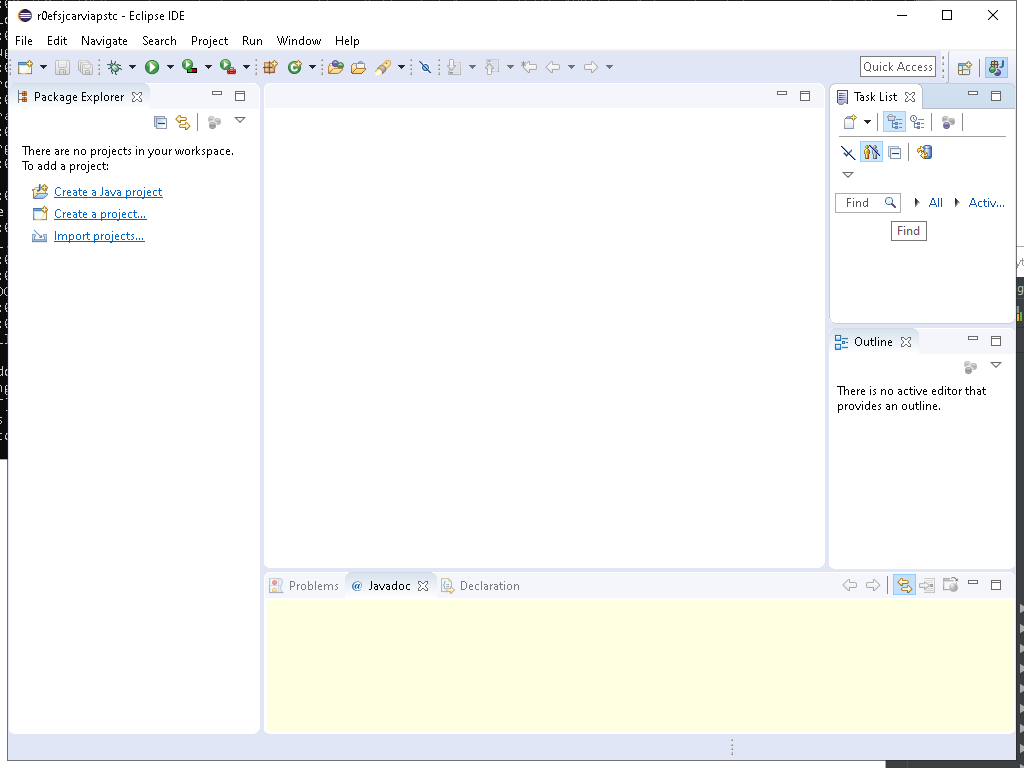 r0efsjcarviapstc - Eclipse IDE
File Edit Navigate Search Project Run Window Help
Quick Access
Package Explorer
There are no projects in your workspace.
To add a project:
Create a Java project
Create a project...
Import projects...
Task List
Find All Activ...
Find
Outline
There is no active editor that
provides an outline.
Problems @ Javadoc Declaration